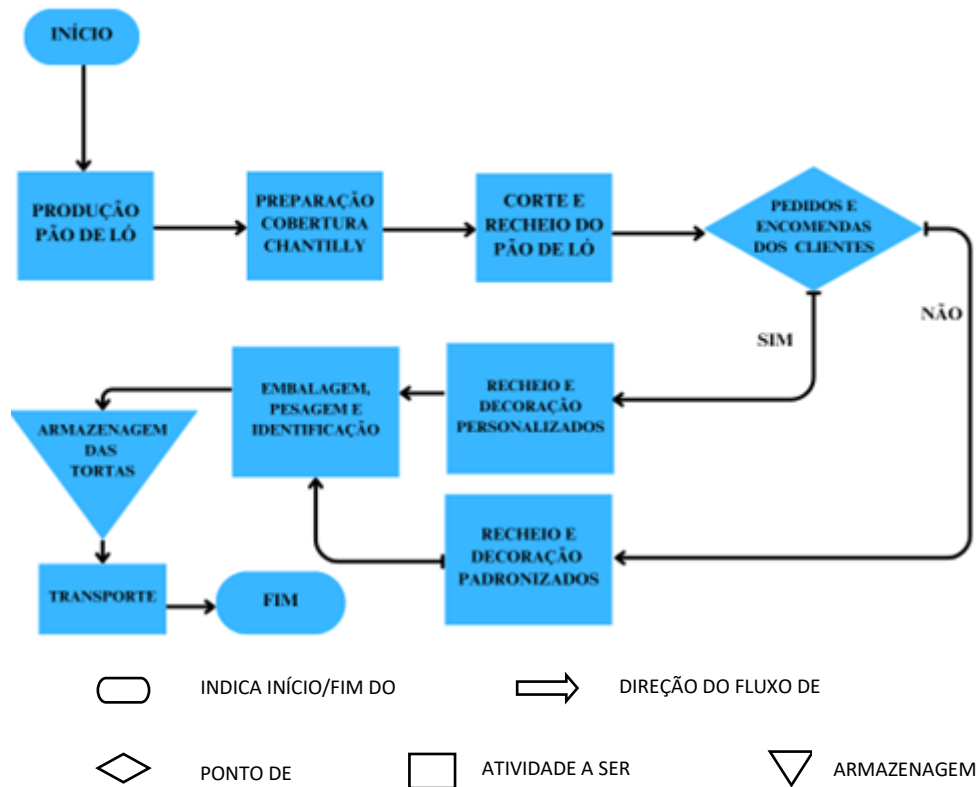 INÍCIO
PRODUÇÃO
PÃO DE LÓ
PREPARAÇÃO
COBERTURA
CHANTILLY
CORTE E
RECHEIO DO
PÃO DE LÓ
PEDIDOS E
ENCOMENDAS
DOS CLIENTES
NÃO
SIM
RECHEIO E
DECORAÇÃO
PERSONALIZADOS
EMBALAGEM,
PESAGEM E
IDENTIFICAÇÃO
ARMAZENAGEM
DAS
TORTAS
RECHEIO E
DECORAÇÃO
PADRONIZADOS
TRANSPORTE
FIM
INDICA INÍCIO/FIM DO
DIREÇÃO DO FLUXO DE
PONTO DE
ATIVIDADE A SER
ARMAZENAGEM